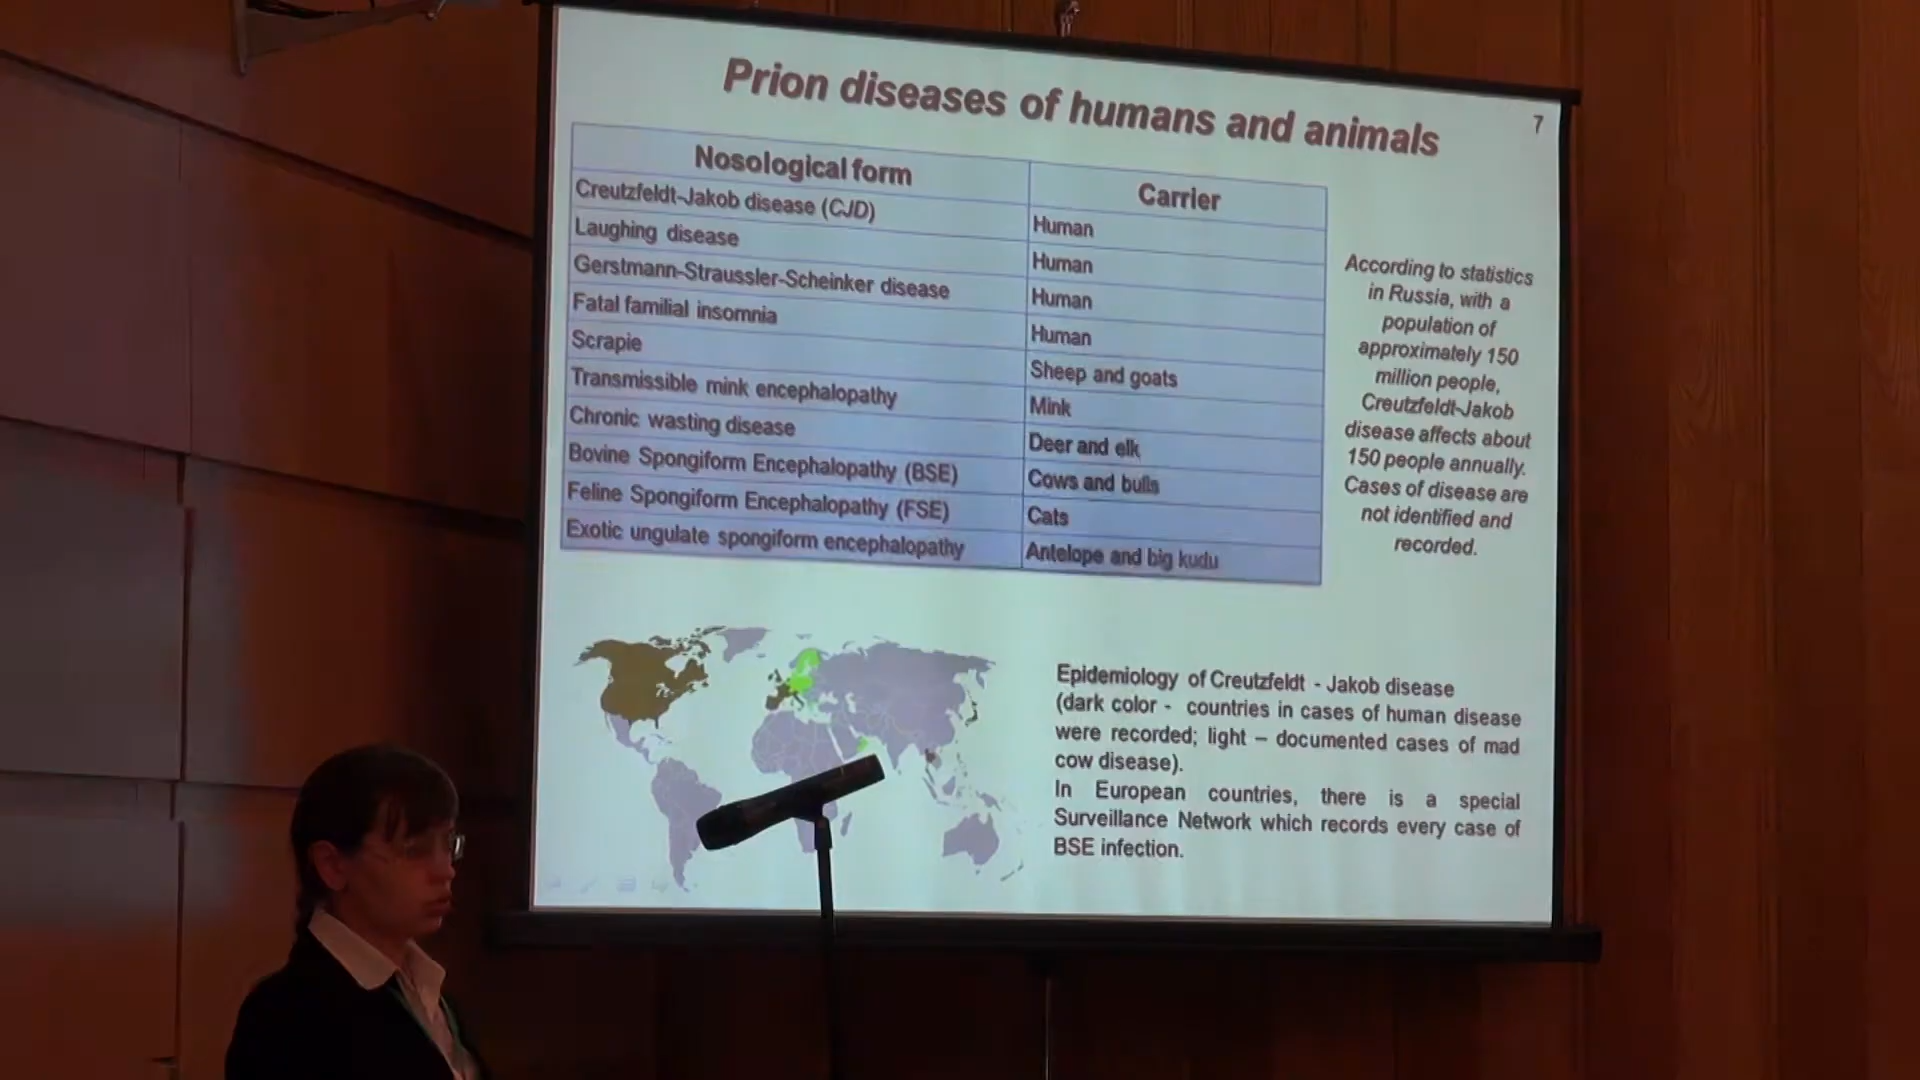 Prion diseases of humans and animals
7
Nosological form
Carrier
Creutzfeldt-Jakob disease (CJD)
Human
Laughing disease
Human
Gerstmann-Straussler-Scheinker disease
Human
Fatal familial insomnia
Human
Scrapie
Sheep and goats
Transmissible mink encephalopathy
Mink
Chronic wasting disease
Deer and elk
Bovine Spongiform Encephalopathy (BSE)
Cows and bulls
Feline Spongiform Encephalopathy (FSE)
Cats
Exotic ungulate spongiform encephalopathy
Antelope and big kudu
According to statistics
in Russia, with a
population of
approximately 150
million people,
Creutzfeldt-Jakob
disease affects about
150 people annually.
Cases of disease are
not identified and
recorded.
Epidemiology of Creutzfeldt - Jakob disease
(dark color - countries in cases of human disease
were recorded; light – documented cases of mad
cow disease).
In European countries, there is a special
Surveillance Network which records every case of
BSE infection.